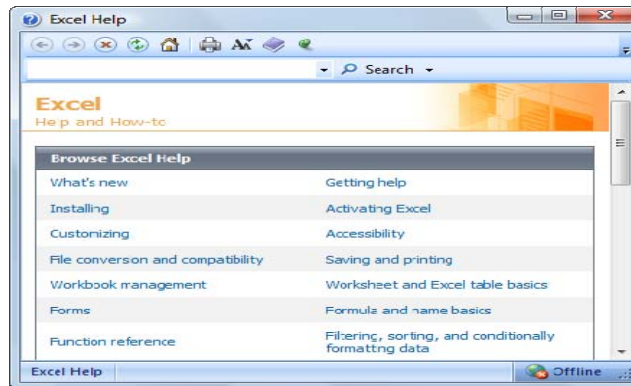 Excel Help
Search
Excel
Help and How-to
Browse Excel Help
What's new Getting help
Installing Activating Excel
Customizing Accessibility
File conversion and compatibility Saving and printing
Workbook management Worksheet and Excel table basics
Forms Formula and name basics
Function reference Filtering, sorting, and conditionally
formatting data
Excel Help Offline